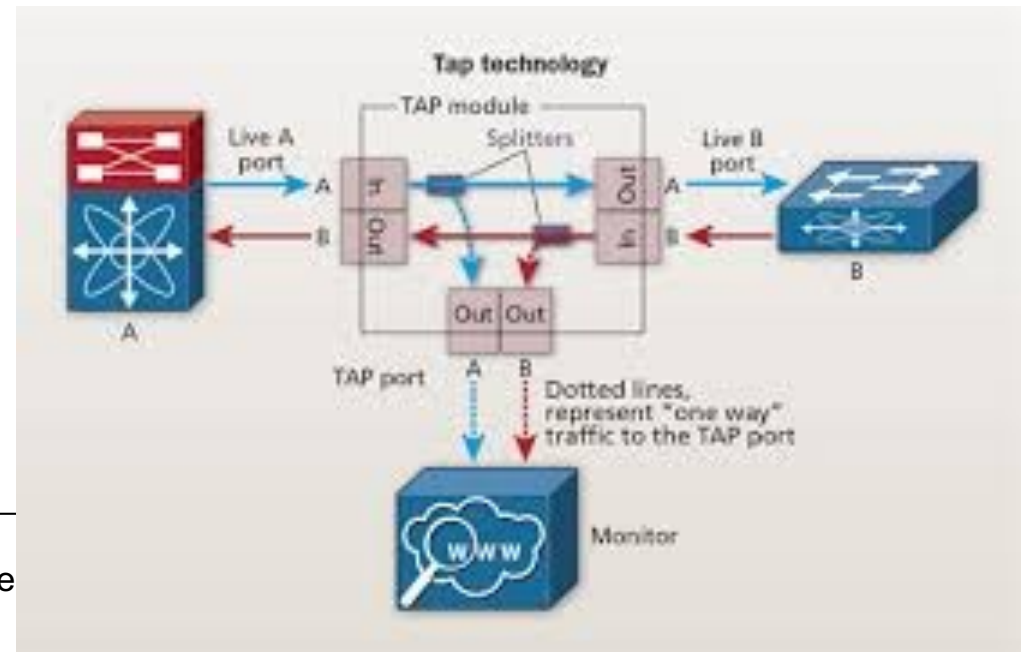 Tap technology
TAP module
Splitters
Live A
port
Live B
port
A
In
Out
A
B
Out
In
B
A
B
Out
Out
TAP port
A
B
Dotted lines,
represent "one way"
traffic to the TAP port
www
Monitor
e